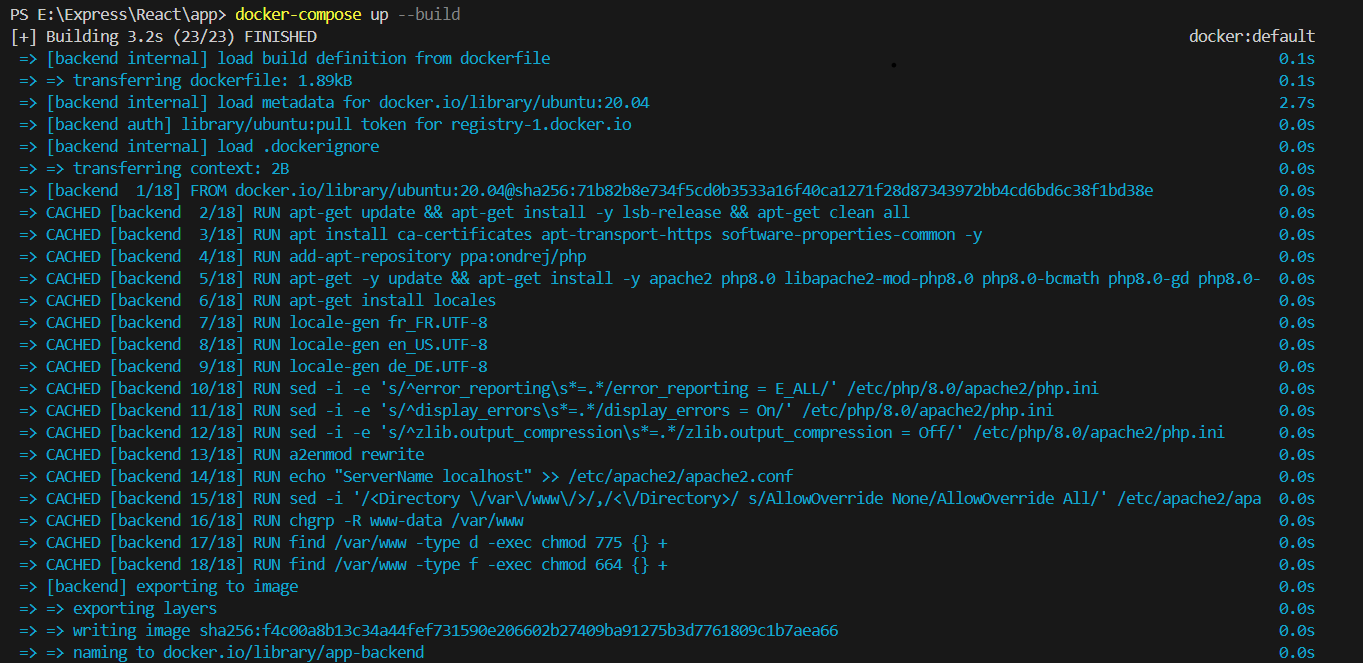 PS E:\Express\React\app> docker-compose up --build
[+] Building 3.2s (23/23) FINISHED docker:default
=> [backend internal] load build definition from dockerfile 0.1s
=> => transferring dockerfile: 1.89kB 0.1s
=> [backend internal] load metadata for docker.io/library/ubuntu:20.04 2.7s
=> [backend auth] library/ubuntu:pull token for registry-1.docker.io 0.0s
=> [backend internal] load .dockerignore 0.0s
=> => transferring context: 2B 0.0s
=> [backend  1/18] FROM docker.io/library/ubuntu:20.04@sha256:71b82b8e734f5cd0b3533a16f40ca1271f28d87343972bb4cd6bd6c38f1bd38e 0.0s
=> CACHED [backend  2/18] RUN apt-get update && apt-get install -y lsb-release && apt-get clean all 0.0s
=> CACHED [backend  3/18] RUN apt install ca-certificates apt-transport-https software-properties-common -y 0.0s
=> CACHED [backend  4/18] RUN add-apt-repository ppa:ondrej/php 0.0s
=> CACHED [backend  5/18] RUN apt-get -y update && apt-get install -y apache2 php8.0 libapache2-mod-php8.0 php8.0-bcmath php8.0-gd php8.0- 0.0s
=> CACHED [backend  6/18] RUN apt-get install locales 0.0s
=> CACHED [backend  7/18] RUN locale-gen fr_FR.UTF-8 0.0s
=> CACHED [backend  8/18] RUN locale-gen en_US.UTF-8 0.0s
=> CACHED [backend  9/18] RUN locale-gen de_DE.UTF-8 0.0s
=> CACHED [backend 10/18] RUN sed -i -e 's/^error_reporting\s*=.*/error_reporting = E_ALL/' /etc/php/8.0/apache2/php.ini 0.0s
=> CACHED [backend 11/18] RUN sed -i -e 's/^display_errors\s*=.*/display_errors = On/' /etc/php/8.0/apache2/php.ini 0.0s
=> CACHED [backend 12/18] RUN sed -i -e 's/^zlib.output_compression\s*=.*/zlib.output_compression = Off/' /etc/php/8.0/apache2/php.ini 0.0s
=> CACHED [backend 13/18] RUN a2enmod rewrite 0.0s
=> CACHED [backend 14/18] RUN echo "ServerName localhost" >> /etc/apache2/apache2.conf 0.0s
=> CACHED [backend 15/18] RUN sed -i '/<Directory \/var\/www\/>/,/<\/Directory>/ s/AllowOverride None/AllowOverride All/' /etc/apache2/apa 0.0s
=> CACHED [backend 16/18] RUN chgrp -R www-data /var/www 0.0s
=> CACHED [backend 17/18] RUN find /var/www -type d -exec chmod 775 {} + 0.0s
=> CACHED [backend 18/18] RUN find /var/www -type f -exec chmod 664 {} + 0.0s
=> [backend] exporting to image 0.0s
=> => exporting layers 0.0s
=> => writing image sha256:f4c00a8b13c34a44fef731590e206602b27409ba91275b3d7761809c1b7aea66 0.0s
=> => naming to docker.io/library/app-backend 0.0s